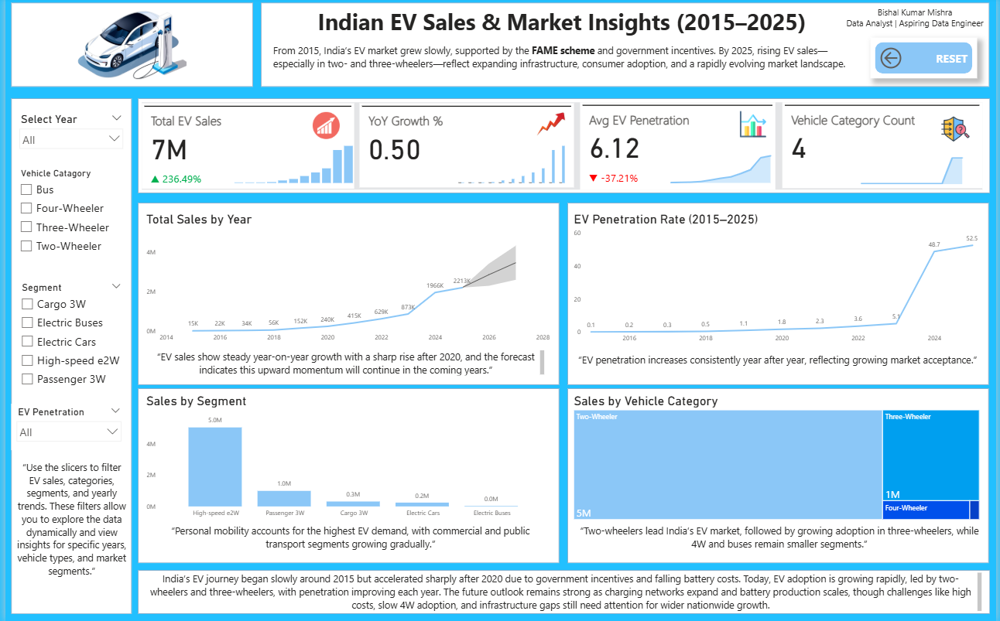 Indian EV Sales & Market Insights (2015–2025)
Bishal Kumar Mishra
Data Analyst | Aspiring Data Engineer
From 2015, India's EV market grew slowly, supported by the FAME scheme and government incentives. By 2025, rising EV sales—
especially in two- and three-wheelers—reflect expanding infrastructure, consumer adoption, and a rapidly evolving market landscape.
RESET
Select Year
All
Vehicle Catagory
Bus
Four-Wheeler
Three-Wheeler
Two-Wheeler
Segment
Cargo 3W
Electric Buses
Electric Cars
High-speed e2W
Passenger 3W
EV Penetration
All
“Use the slicers to filter
EV sales, categories,
segments, and yearly
trends. These filters allow
you to explore the data
dynamically and view
insights for specific years,
vehicle types, and market
segments.”
Total EV Sales
7M
▲ 236.49%
YoY Growth %
0.50
Avg EV Penetration
6.12
▼ -37.21%
Vehicle Category Count
4
Total Sales by Year
4M
2M
0M
15K 22K 34K 56K 152K 240K 415K 629K 873K 1966K 2213K
2014 2016 2018 2020 2022 2024 2026 2028
“EV sales show steady year-on-year growth with a sharp rise after 2020, and the forecast
indicates this upward momentum will continue in the coming years.”
EV Penetration Rate (2015–2025)
60
40
20
0
0.1 0.2 0.3 0.5 1.1 1.8 2.3 3.6 5.1 48.7 52.5
2016 2018 2020 2022 2024
“EV penetration increases consistently year after year, reflecting growing market acceptance.”
Sales by Segment
4M
2M
0M
5.0M 1.0M 0.3M 0.2M 0.0M
High-speed e2W Passenger 3W Cargo 3W Electric Cars Electric Buses
“Personal mobility accounts for the highest EV demand, with commercial and public
transport segments growing gradually.”
Sales by Vehicle Category
Two-Wheeler
5M
Three-Wheeler
1M
Four-Wheeler
“Two-wheelers lead India's EV market, followed by growing adoption in three-wheelers, while
4W and buses remain smaller segments.”
India's EV journey began slowly around 2015 but accelerated sharply after 2020 due to government incentives and falling battery costs. Today, EV adoption is growing rapidly, led by two-
wheelers and three-wheelers, with penetration improving each year. The future outlook remains strong as charging networks expand and battery production scales, though challenges like high
costs, slow 4W adoption, and infrastructure gaps still need attention for wider nationwide growth.